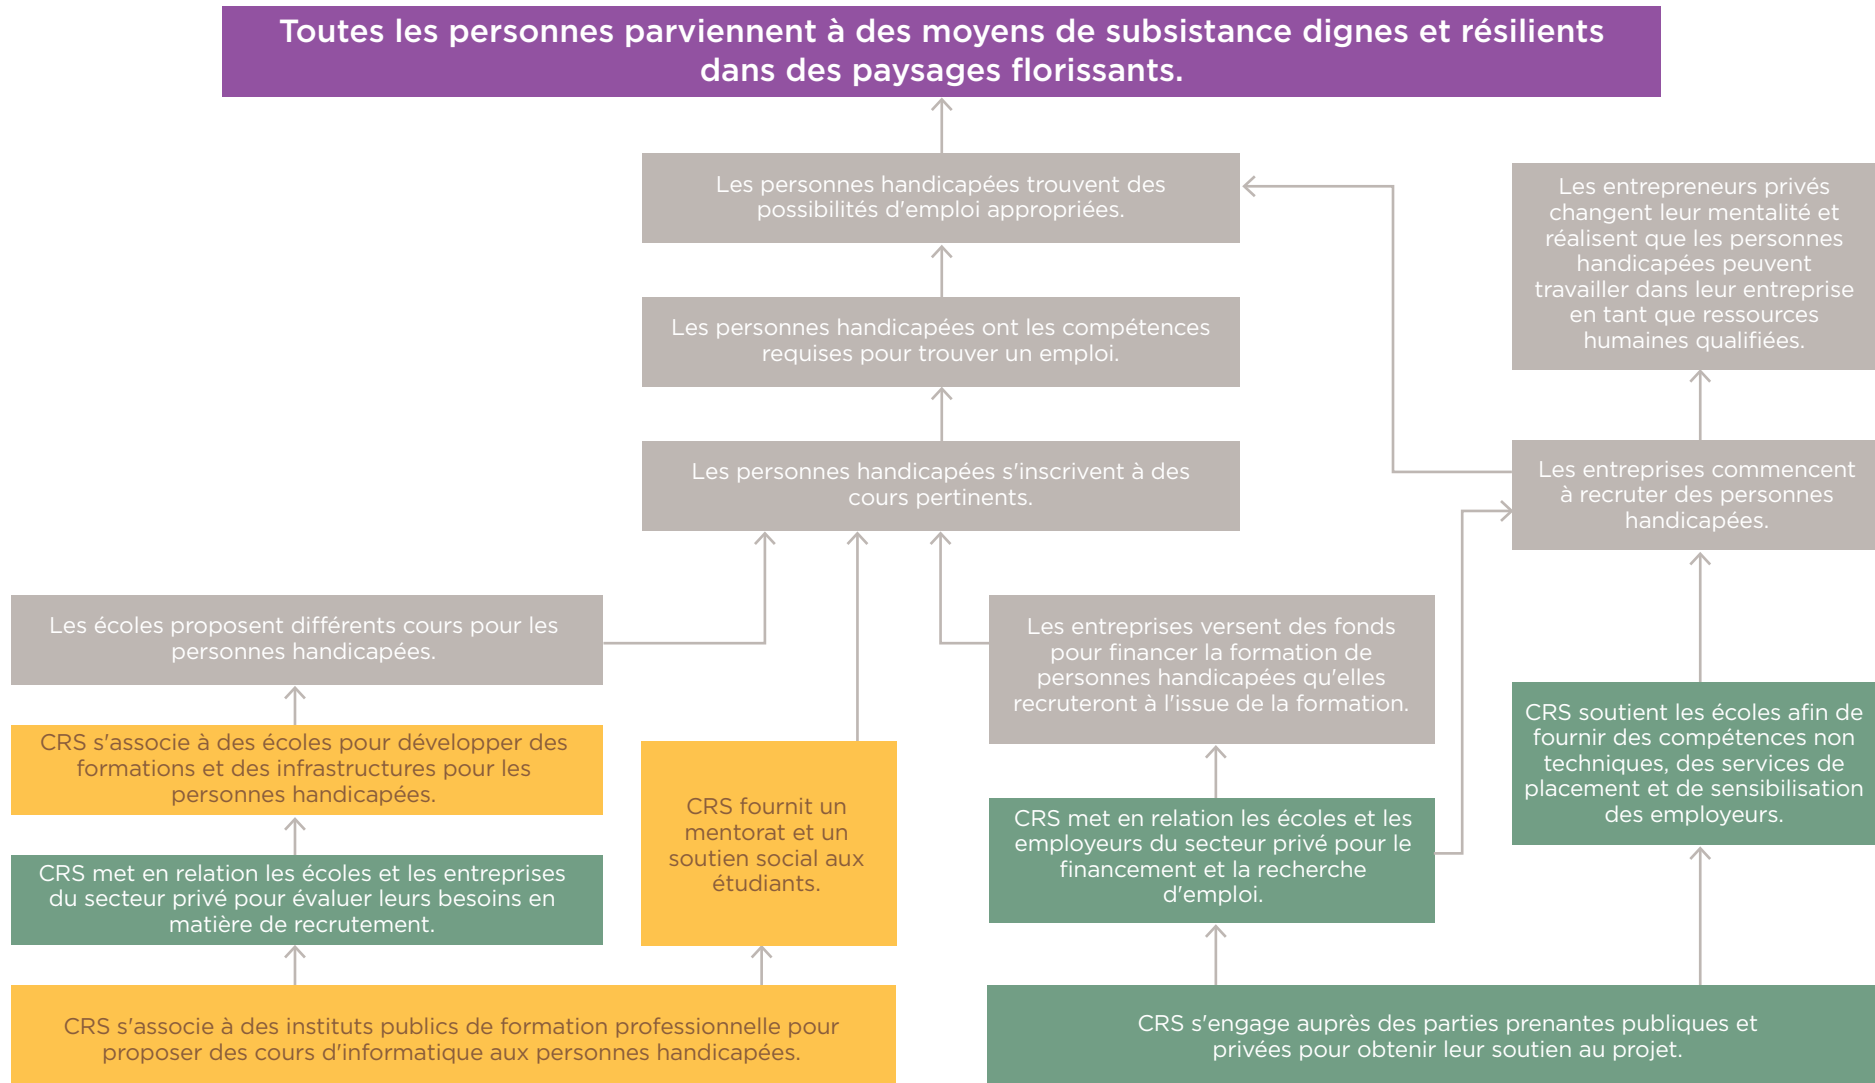 Toutes les personnes parviennent à des moyens de subsistance dignes et résilients
dans des paysages florissants.
Les personnes handicapées trouvent des
possibilités d'emploi appropriées.
Les entrepreneurs privés
changent leur mentalité et
réalisent que les personnes
handicapées peuvent
travailler dans leur entreprise
en tant que ressources
humaines qualifiées.
Les personnes handicapées ont les compétences
requises pour trouver un emploi.
Les personnes handicapées s'inscrivent à des
cours pertinents.
Les entreprises commencent
à recruter des personnes
handicapées.
Les écoles proposent différents cours pour les
personnes handicapées.
Les entreprises versent des fonds
pour financer la formation de
personnes handicapées qu'elles
recruteront à l'issue de la formation.
CRS soutient les écoles afin de
fournir des compétences non
techniques, des services de
placement et de sensibilisation
des employeurs.
CRS s'associe à des écoles pour développer des
formations et des infrastructures pour les
personnes handicapées.
CRS fournit un
mentorat et un
soutien social aux
étudiants.
CRS met en relation les écoles et les
employeurs du secteur privé pour le
financement et la recherche
d'emploi.
CRS met en relation les écoles et les entreprises
du secteur privé pour évaluer leurs besoins en
matière de recrutement.
CRS s'associe à des instituts publics de formation professionnelle pour
proposer des cours d'informatique aux personnes handicapées.
CRS s'engage auprès des parties prenantes publiques et
privées pour obtenir leur soutien au projet.